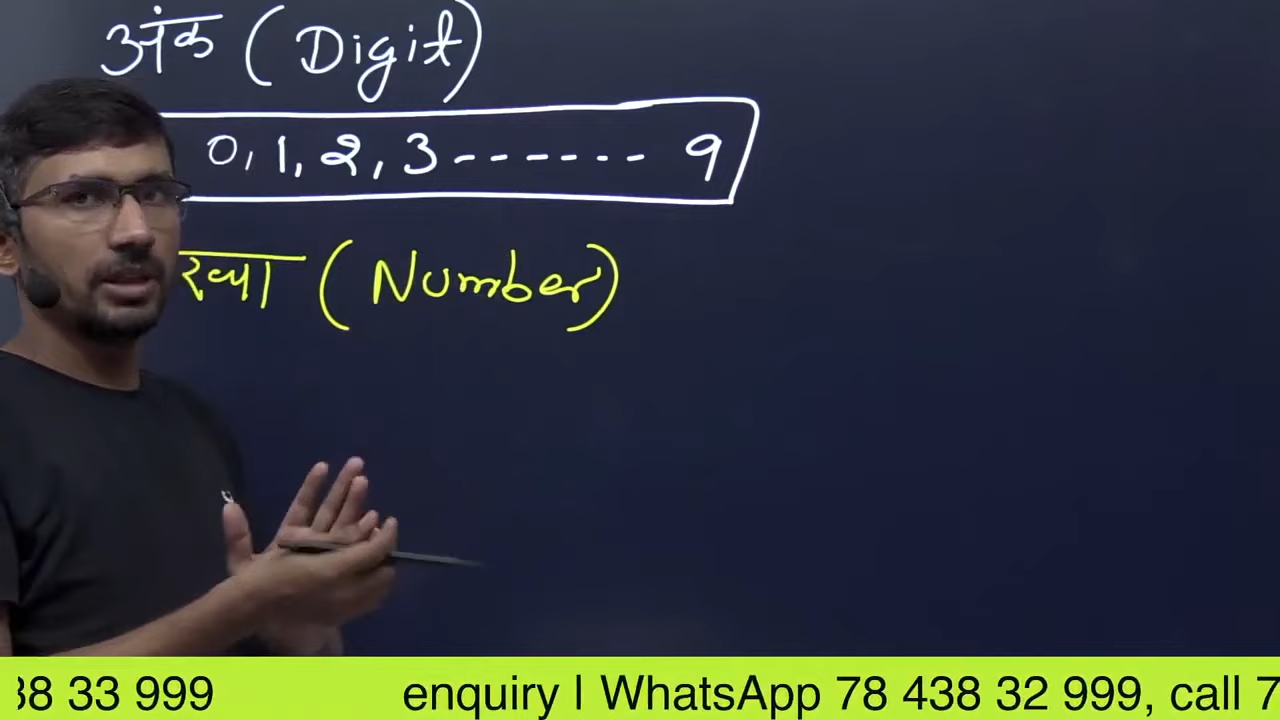 अंक (Digit)
0, 1, 2, 3 ------ 9
ख्या (Number)
38 33 999 enquiry | WhatsApp 78 438 32 999, call 7